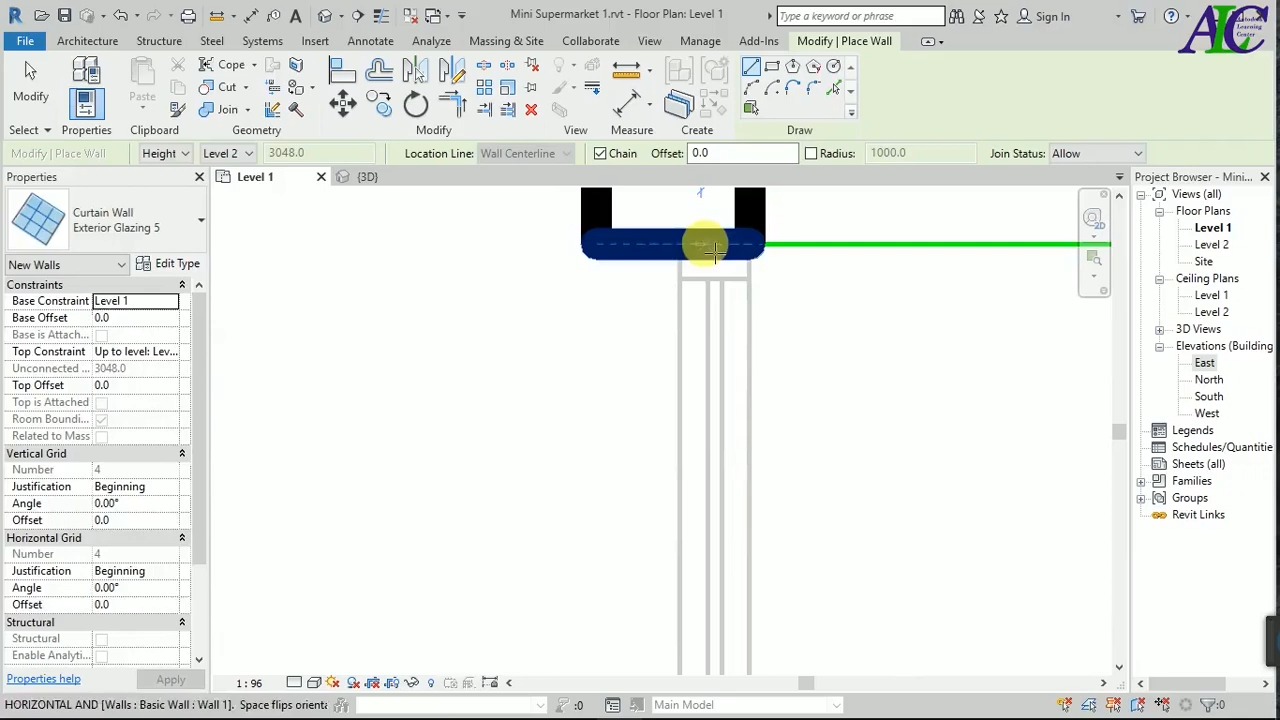 Mini Supermarket 1.rvt - Floor Plan: Level 1
Type a keyword or phrase
Sign In
ALC
Autodesk
Learning
Center
File Architecture Structure Steel Systems Insert Annotate Analyze Massing & Site Collaborate View Manage Add-Ins Modify | Place Wall
Modify
Paste
Cope
Cut
Join
Select Properties Clipboard Geometry Modify View Measure Create Draw
Modify | Place Wall Height Level 2 3048.0 Location Line: Wall Centerline Chain Offset: 0.0 Radius: 1000.0 Join Status: Allow
Properties
Level 1
{3D}
Project Browser - Mini...
Curtain Wall
Exterior Glazing 5
New Walls Edit Type
Constraints
Base Constraint Level 1
Base Offset 0.0
Base is Attach...
Top Constraint Up to level: Lev...
Unconnected ... 3048.0
Top Offset 0.0
Top is Attached
Room Boundi...
Related to Mass
Vertical Grid
Number 4
Justification Beginning
Angle 0.00°
Offset 0.0
Horizontal Grid
Number 4
Justification Beginning
Angle 0.00°
Offset 0.0
Structural
Structural
Enable Analyti...
Properties help Apply
Views (all)
Floor Plans
Level 1
Level 2
Site
Ceiling Plans
Level 1
Level 2
3D Views
Elevations (Building
East
North
South
West
Legends
Schedules/Quantitie
Sheets (all)
Families
Groups
Revit Links
2D
1 : 96
HORIZONTAL AND [Walls : Basic Wall : Wall 1]. Space flips orient
:0
Main Model
:0